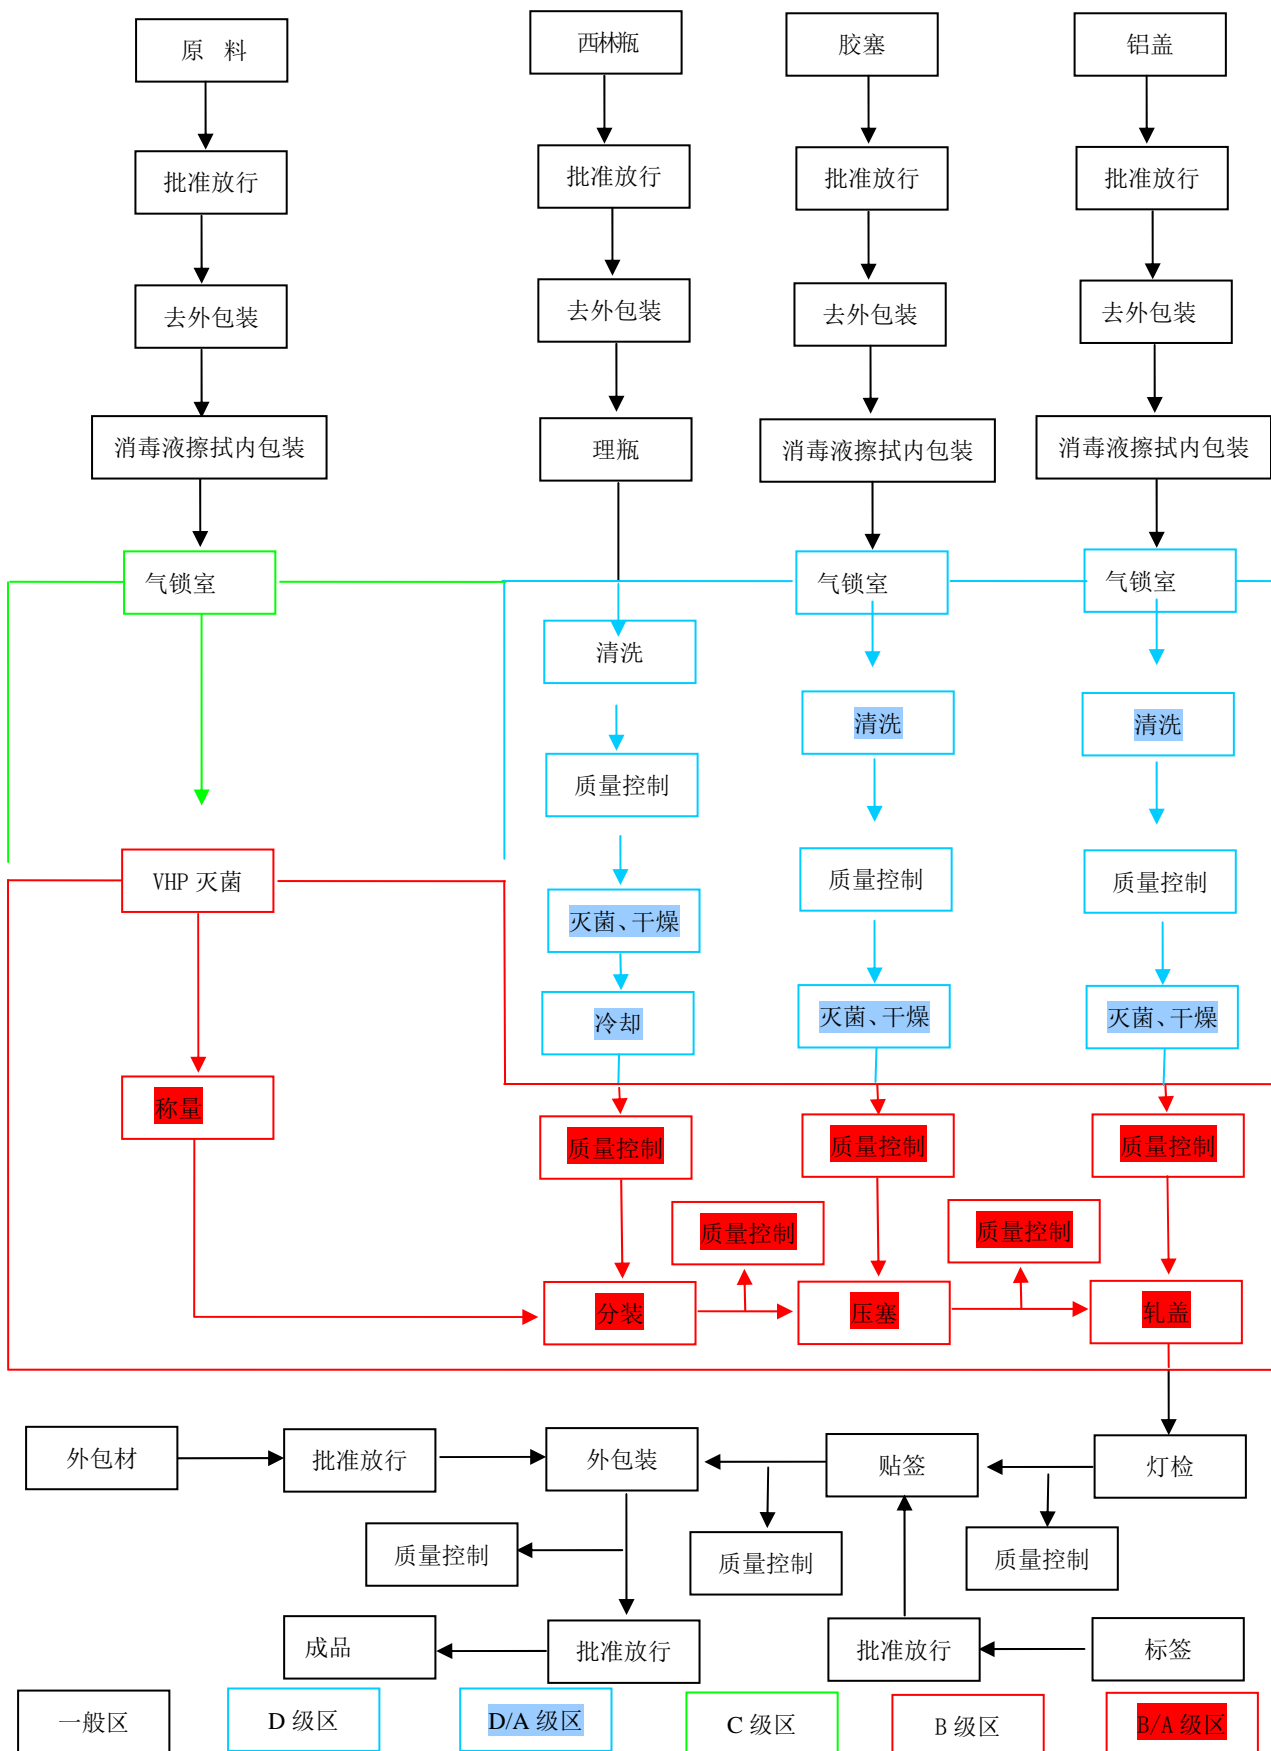 原 料
西林瓶
胶塞
铝盖
批准放行
批准放行
批准放行
批准放行
去外包装
去外包装
去外包装
去外包装
消毒液擦拭内包装
理瓶
消毒液擦拭内包装
消毒液擦拭内包装
气锁室
气锁室
气锁室
清洗
清洗
清洗
质量控制
VHP 灭菌
质量控制
质量控制
灭菌、干燥
冷却
灭菌、干燥
灭菌、干燥
称量
质量控制
质量控制
质量控制
质量控制
质量控制
分装
压塞
轧盖
外包材
批准放行
外包装
贴签
灯检
质量控制
质量控制
质量控制
成品
批准放行
批准放行
标签
一般区
D 级区
D/A 级区
C 级区
B 级区
B/A 级区